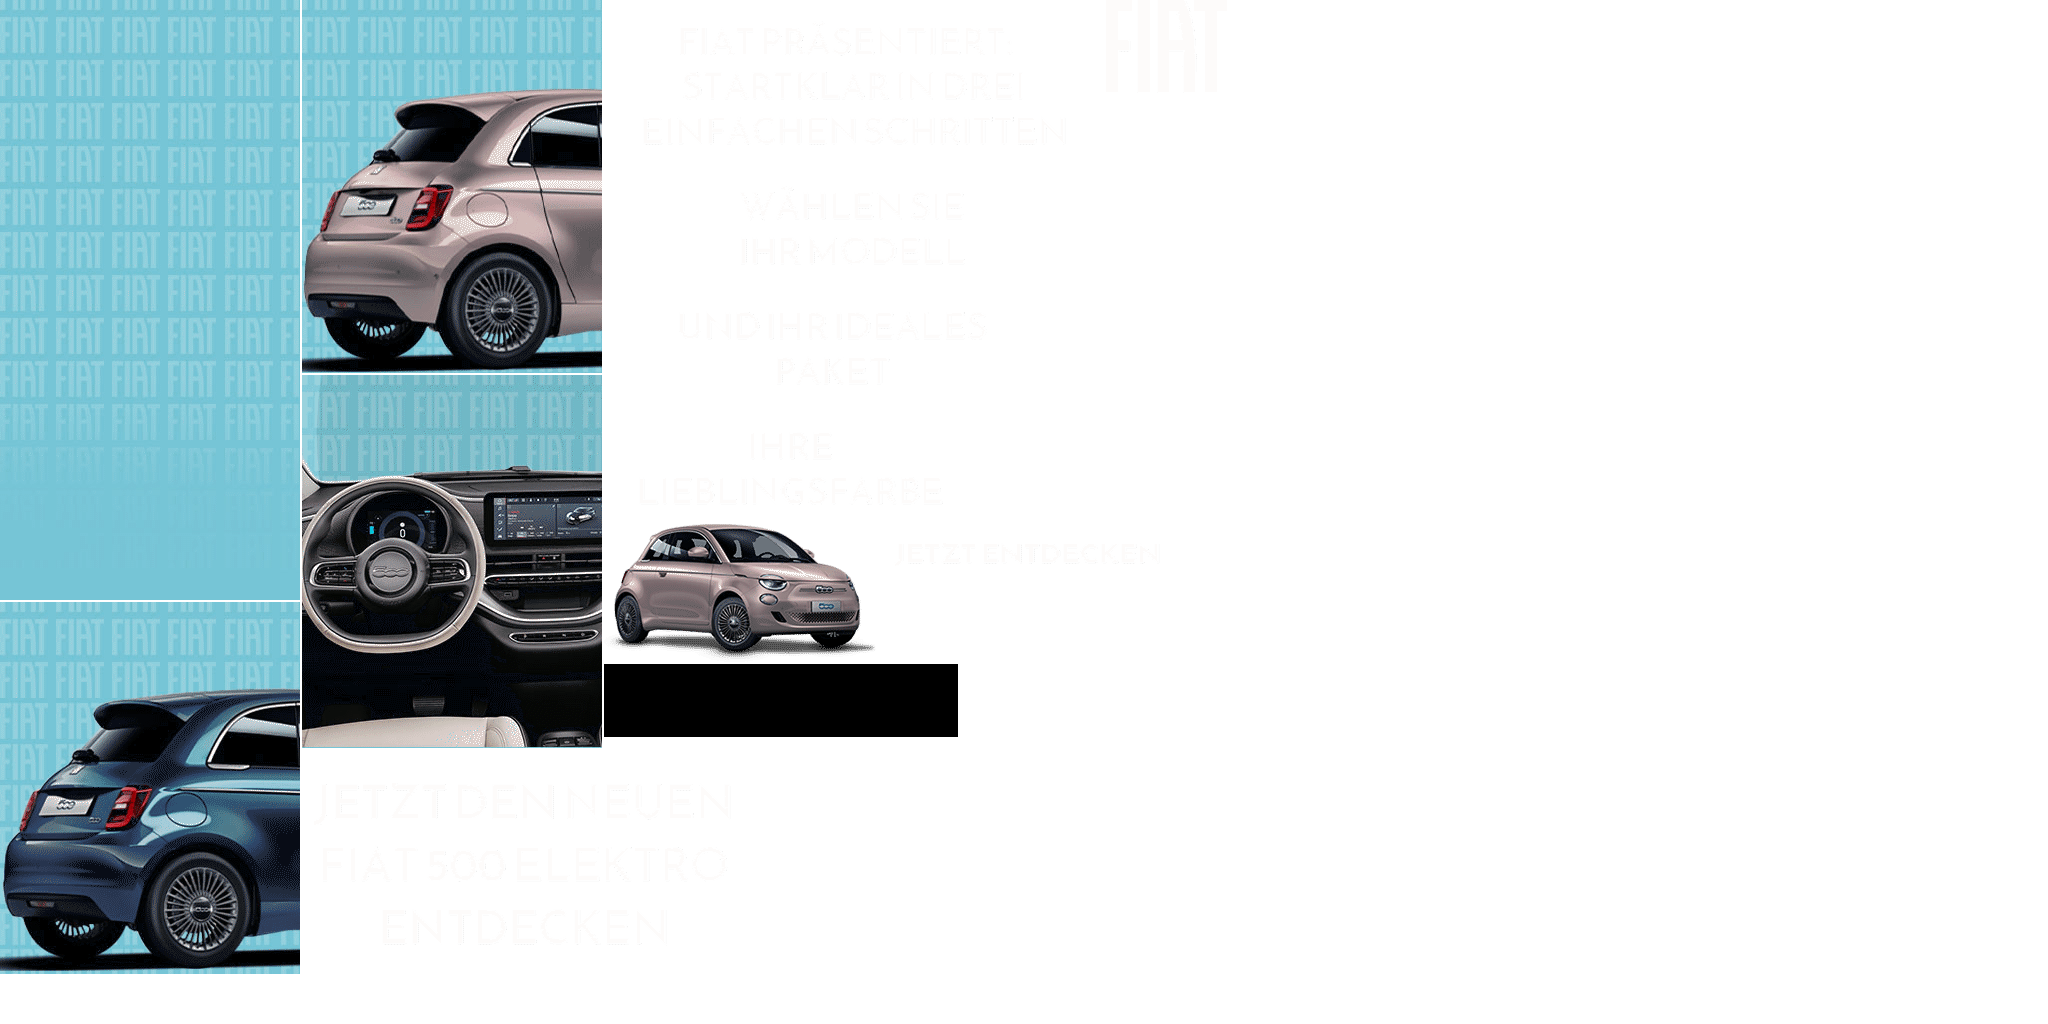 FIAT PRÄSENTIERT
STARTKLAR IN DREI
EINFACHEN SCHRITTEN
FIAT
WÄHLEN SIE
IHR MODELL
UND IHR IDEALES
PAKET
IHRE
LIEBLINGSFARBE
JETZT ENTDECKEN
JETZT DEN NEUEN
FIAT 500 ELEKTRO
ENTDECKEN